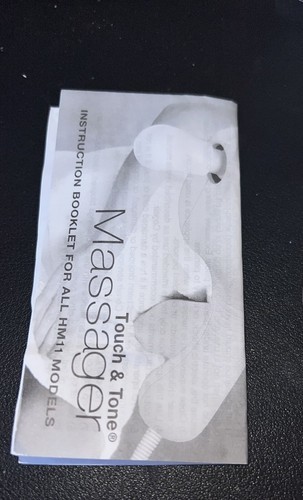 Touch & Tone®
Massager
INSTRUCTION BOOKLET FOR ALL HM11 MODELS